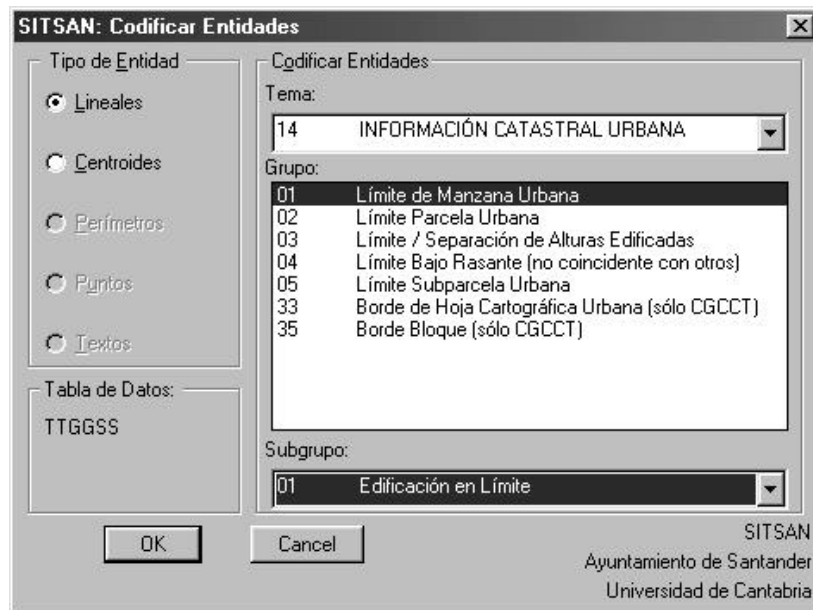 SITSAN: Codificar Entidades
Tipo de Entidad
Lineales
Centroides
Perímetros
Puntos
Textos
Tabla de Datos:
TTGGSS
Codificar Entidades
Tema:
14 INFORMACIÓN CATASTRAL URBANA
Grupo:
01 Límite de Manzana Urbana
02 Límite Parcela Urbana
03 Límite / Separación de Alturas Edificadas
04 Límite Bajo Rasante (no coincidente con otros)
05 Límite Subparcela Urbana
33 Borde de Hoja Cartográfica Urbana (sólo CGCCT)
35 Borde Bloque (sólo CGCCT)
Subgrupo:
01 Edificación en Límite
OK
Cancel
SITSAN
Ayuntamiento de Santander
Universidad de Cantabria